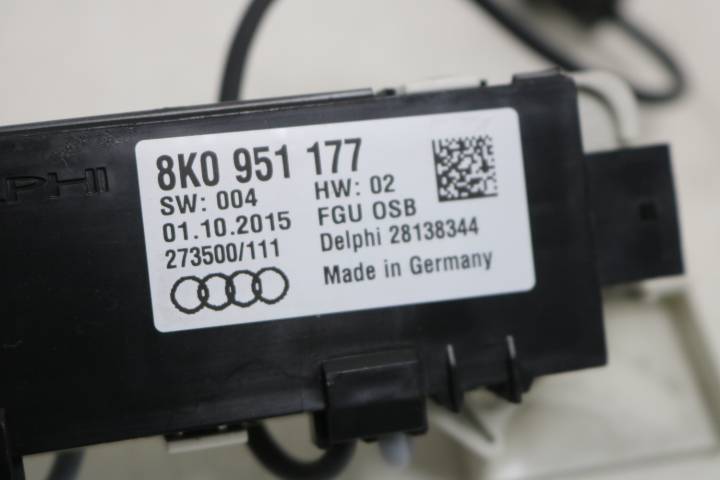 8K0 951 177
SW: 004 HW: 02
01.10.2015 FGU OSB
273500/111 Delphi 28138344
Made in Germany